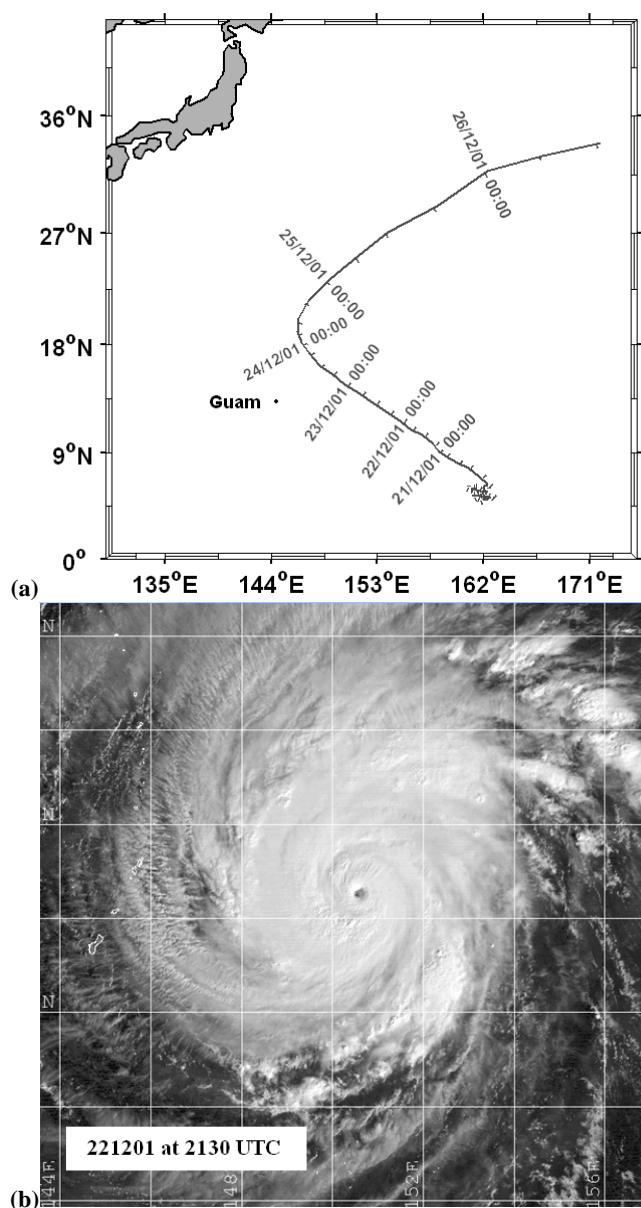 36°N
26/12/01 00:00
27°N
25/12/01 00:00
18°N
24/12/01 00:00
23/12/01 00:00
Guam
22/12/01 00:00
9°N
21/12/01 00:00
0°
(a)
135°E 144°E 153°E 162°E 171°E
N
N
N
221201 at 2130 UTC
144E 148 152E 156E
(b)